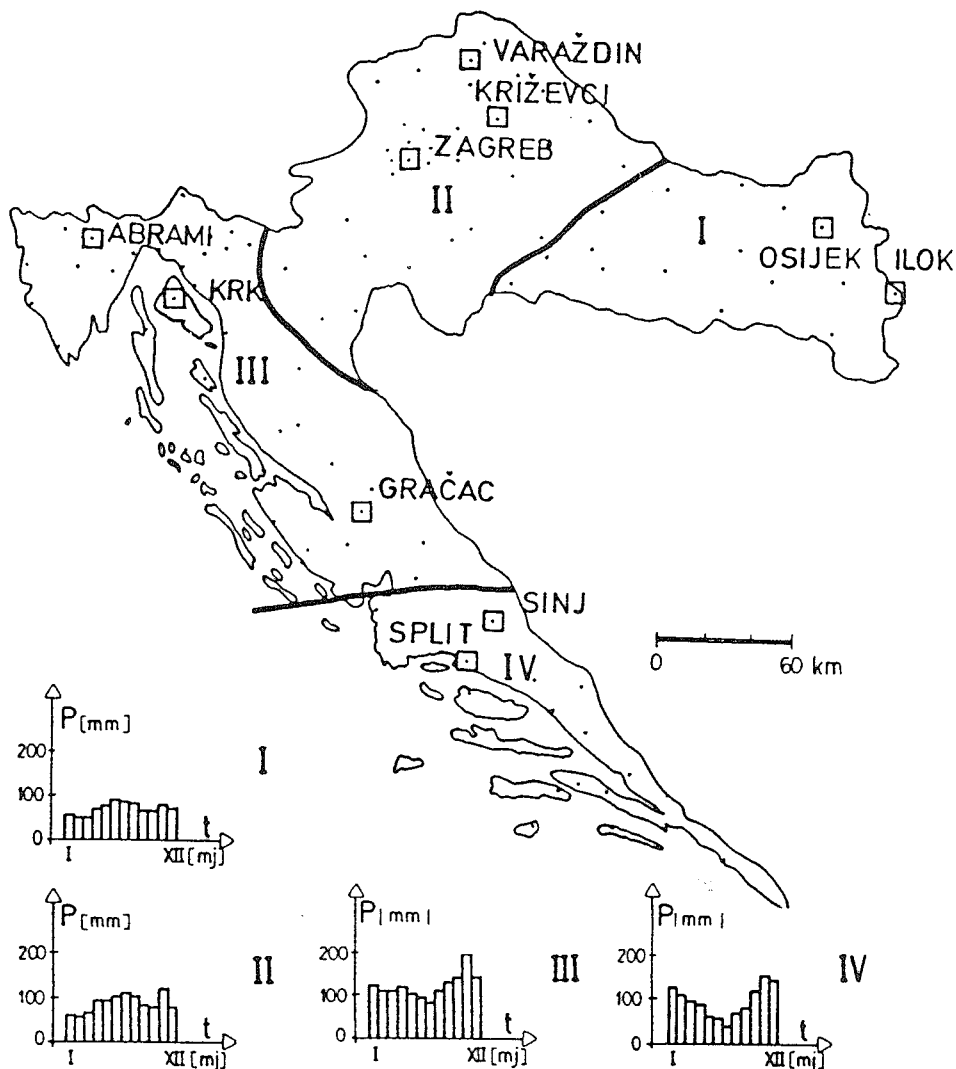 VARAŽDIN
KRIŽEVCI
ZAGREB
II
I
ABRAMI
OSIJEK ILOK
KRK
III
GRAČAC
SINJ
SPLIT
IV
0 60 km
P[mm]
I
200
100
0
t
I XII[mj]
P[mm]
II
200
100
0
t
I XII[mj]
P|mm|
III
200
100
0
t
I XII[mj]
P|mm|
IV
200
100
0
t
I XII[mj]